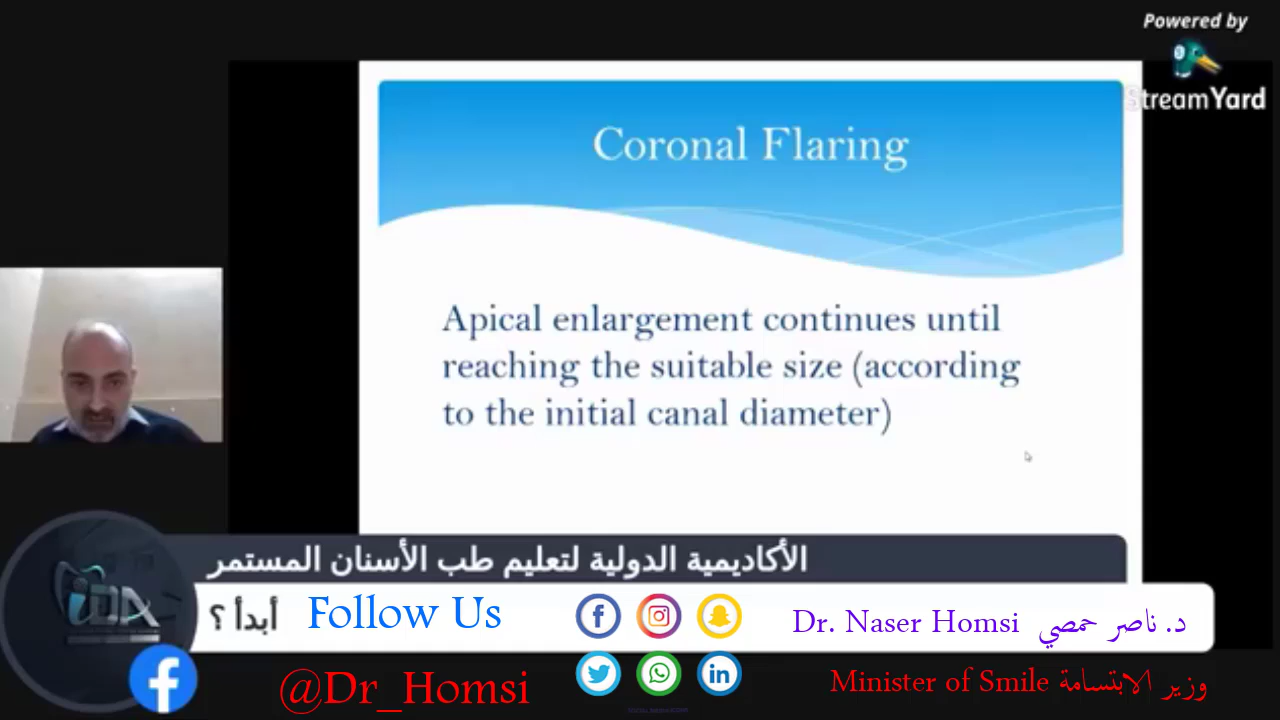 Powered by
StreamYard
Coronal Flaring
Apical enlargement continues until
reaching the suitable size (according
to the initial canal diameter)
الأكاديمية الدولية لتعليم طب الأسنان المستمر
أبدأ ؟
Follow Us
Dr. Naser Homsi د. ناصر حمصي
@Dr_Homsi
Minister of Smile وزير الابتسامة